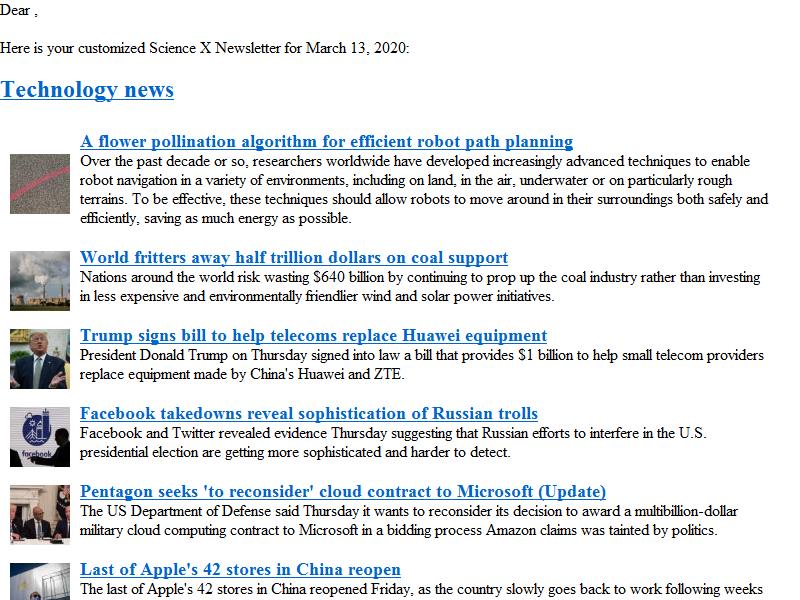 Dear ,
Here is your customized Science X Newsletter for March 13, 2020:
Technology news
A flower pollination algorithm for efficient robot path planning
Over the past decade or so, researchers worldwide have developed increasingly advanced techniques to enable
robot navigation in a variety of environments, including on land, in the air, underwater or on particularly rough
terrains. To be effective, these techniques should allow robots to move around in their surroundings both safely and
efficiently, saving as much energy as possible.
World fritters away half trillion dollars on coal support
Nations around the world risk wasting $640 billion by continuing to prop up the coal industry rather than investing
in less expensive and environmentally friendlier wind and solar power initiatives.
Trump signs bill to help telecoms replace Huawei equipment
President Donald Trump on Thursday signed into law a bill that provides $1 billion to help small telecom providers
replace equipment made by China's Huawei and ZTE.
Facebook takedowns reveal sophistication of Russian trolls
Facebook and Twitter revealed evidence Thursday suggesting that Russian efforts to interfere in the U.S.
presidential election are getting more sophisticated and harder to detect.
facebook
Pentagon seeks 'to reconsider' cloud contract to Microsoft (Update)
The US Department of Defense said Thursday it wants to reconsider its decision to award a multibillion-dollar
military cloud computing contract to Microsoft in a bidding process Amazon claims was tainted by politics.
Last of Apple's 42 stores in China reopen
The last of Apple's 42 stores in China reopened Friday, as the country slowly goes back to work following weeks